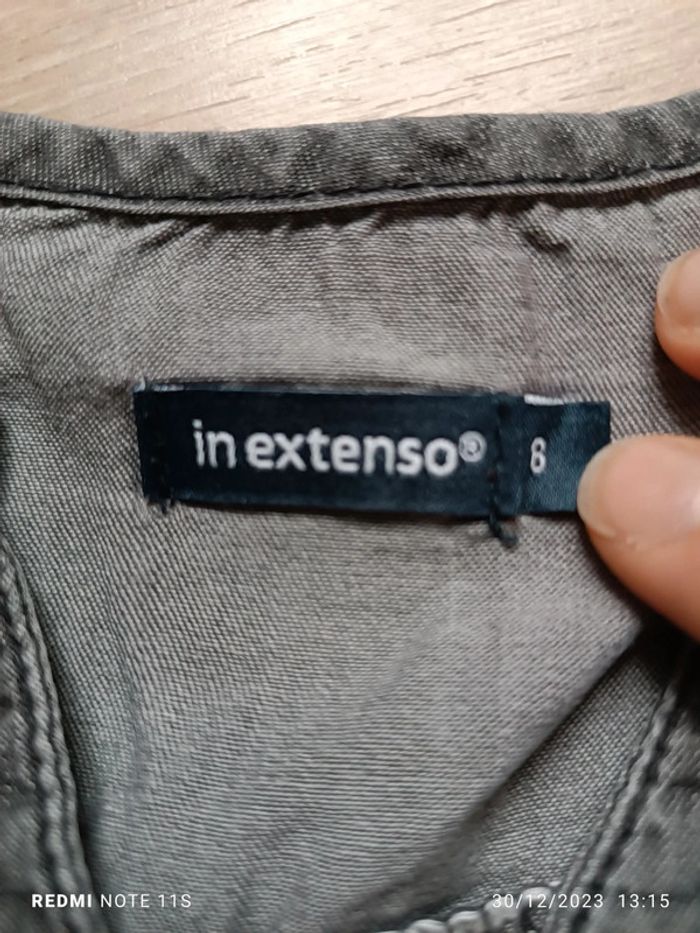 in extenso®
8
REDMI NOTE 11S
30/12/2023 13:15